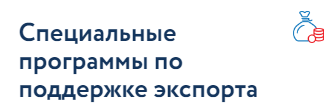 Специальные
программы по
поддержке экспорта